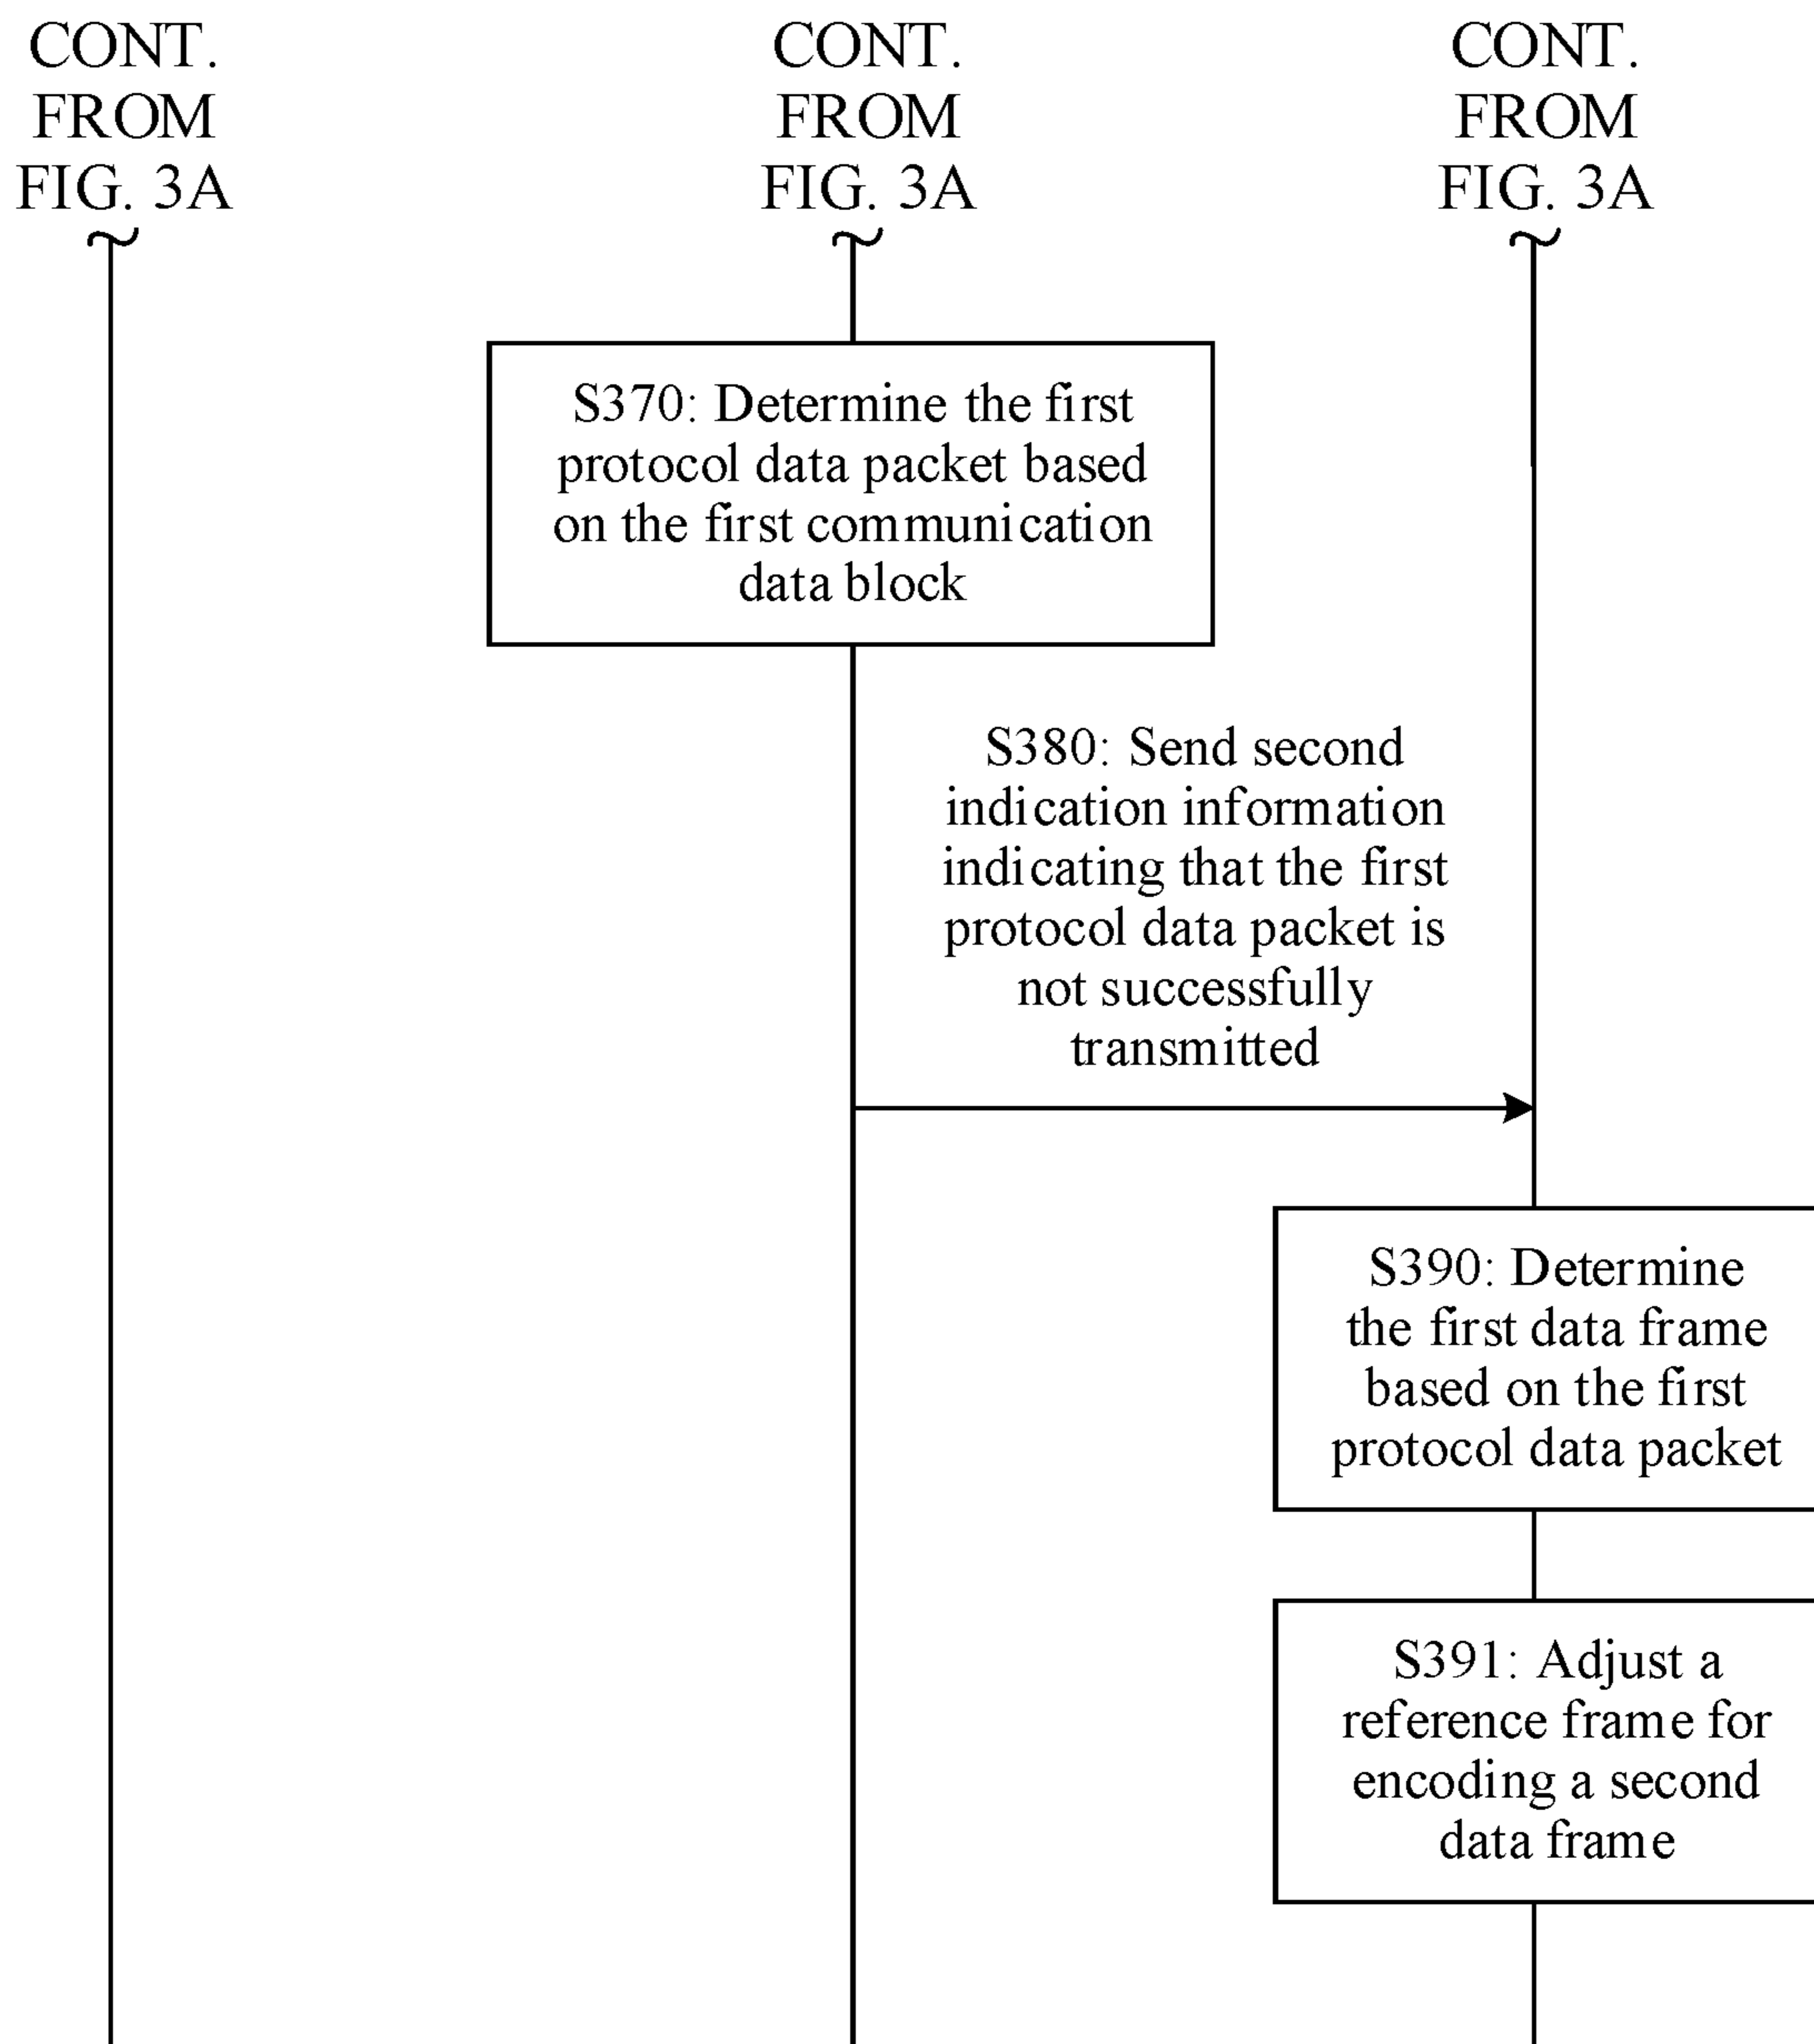 CONT.
FROM
FIG. 3A
CONT.
FROM
FIG. 3A
CONT.
FROM
FIG. 3A
S370: Determine the first
protocol data packet based
on the first communication
data block
S380: Send second
indication information
indicating that the first
protocol data packet is
not successfully
transmitted
S390: Determine
the first data frame
based on the first
protocol data packet
S391: Adjust a
reference frame for
encoding a second
data frame